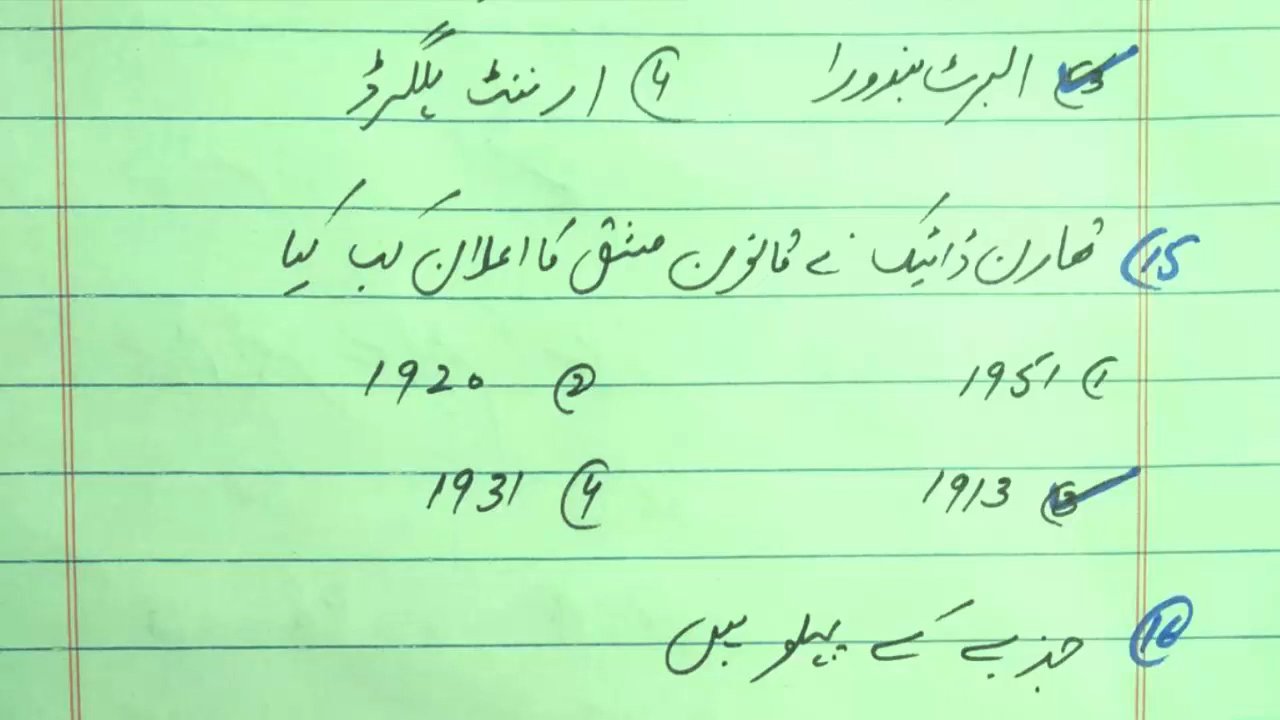 3) البرٹ بنڈورا 4) ارنسٹ ہلگرڈ
15) تھارن ڈائیک نے قانون مشق کا اعلان کب کیا
1) 1951 2) 1920
3) 1913 4) 1931
16) جذبے کے پہلو ہیں